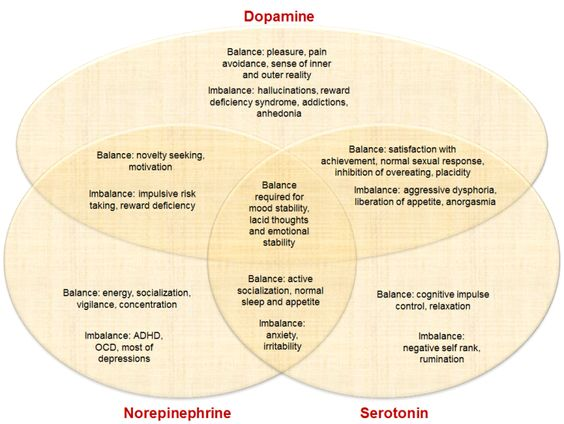 Dopamine
Balance: pleasure, pain
avoidance, sense of inner
and outer reality
Imbalance: hallucinations, reward
deficiency syndrome, addictions,
anhedonia
Balance: novelty seeking,
motivation
Imbalance: impulsive risk
taking, reward deficiency
Balance: satisfaction with
achievement, normal sexual response,
inhibition of overeating, placidity
Imbalance: aggressive dysphoria,
liberation of appetite, anorgasmia
Balance
required for
mood stability,
lacid thoughts
and emotional
stability
Balance: energy, socialization,
vigilance, concentration
Imbalance: ADHD,
OCD, most of
depressions
Balance: active
socialization, normal
sleep and appetite
Imbalance:
anxiety,
irritability
Balance: cognitive impulse
control, relaxation
Imbalance:
negative self rank,
rumination
Norepinephrine
Serotonin